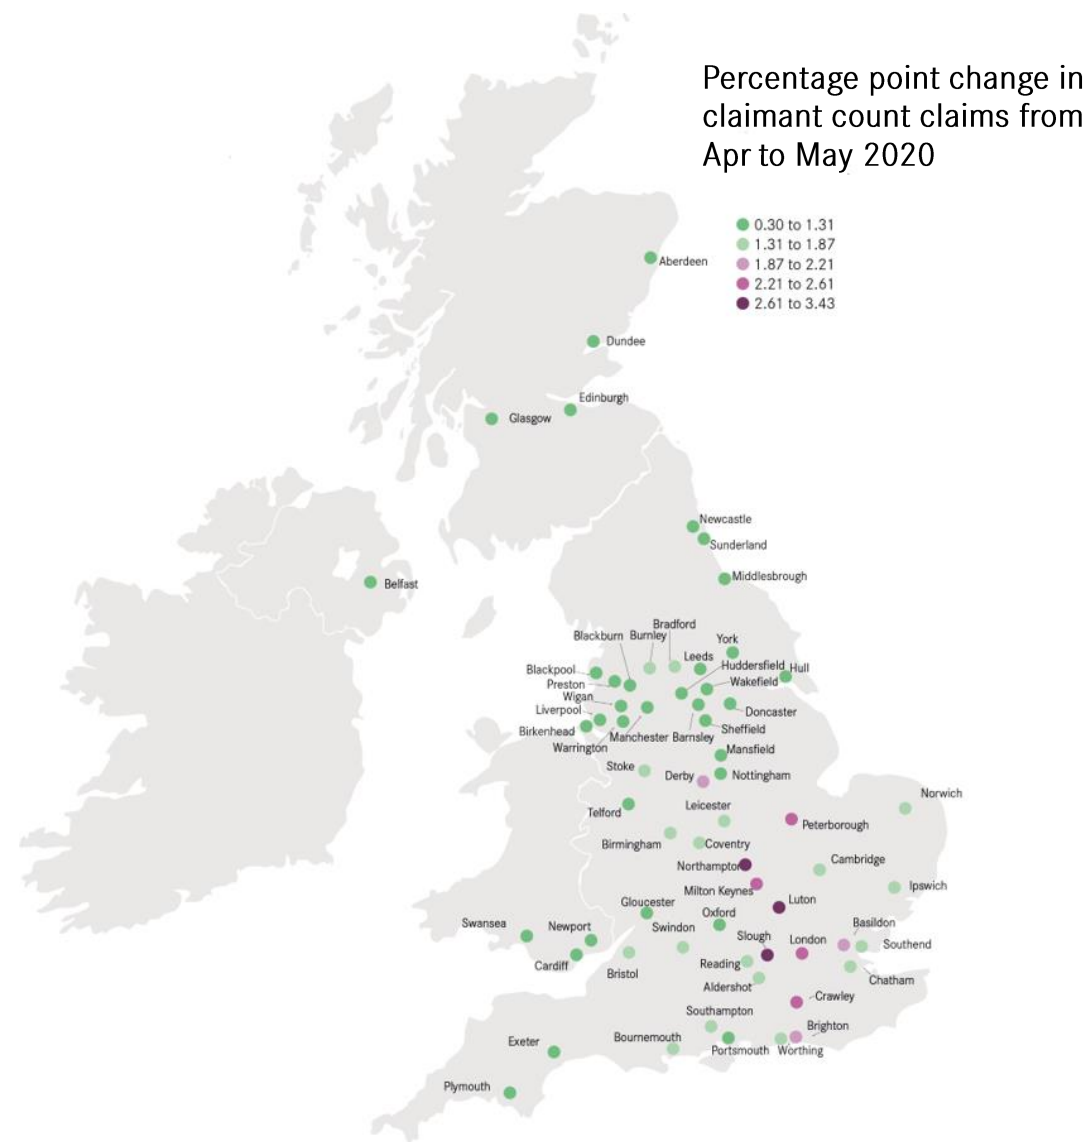 Percentage point change in
claimant count claims from
Apr to May 2020
0.30 to 1.31
1.31 to 1.87
1.87 to 2.21
2.21 to 2.61
2.61 to 3.43
Aberdeen
Dundee
Edinburgh
Glasgow
Newcastle
Sunderland
Middlesbrough
Belfast
Bradford
Blackburn
Burnley
York
Leeds
Huddersfield
Hull
Blackpool
Preston
Wakefield
Wigan
Liverpool
Doncaster
Birkenhead
Sheffield
Manchester
Barnsley
Warrington
Mansfield
Stoke
Derby
Nottingham
Norwich
Telford
Leicester
Peterborough
Birmingham
Coventry
Cambridge
Northampton
Milton Keynes
Ipswich
Luton
Gloucester
Oxford
Swansea
Newport
Swindon
Basildon
Slough
London
Southend
Cardiff
Bristol
Reading
Chatham
Aldershot
Crawley
Southampton
Brighton
Exeter
Bournemouth
Portsmouth
Worthing
Plymouth